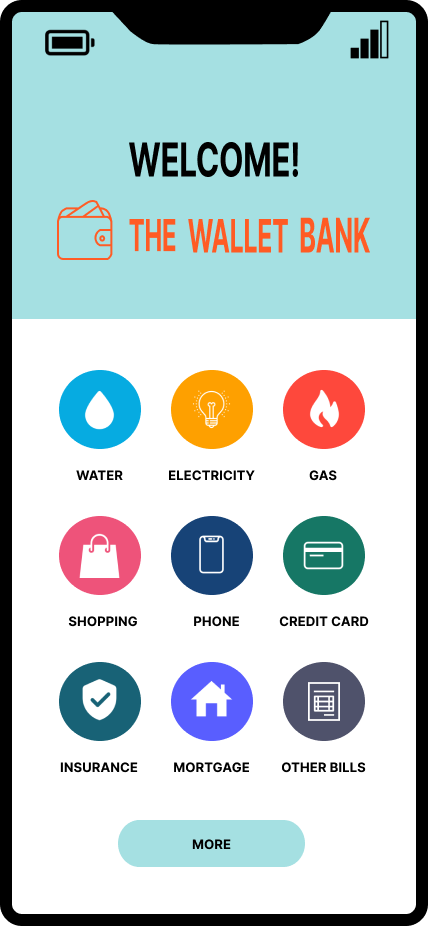 WELCOME!
THE WALLET BANK
WATER ELECTRICITY GAS
SHOPPING PHONE CREDIT CARD
INSURANCE MORTGAGE OTHER BILLS
MORE